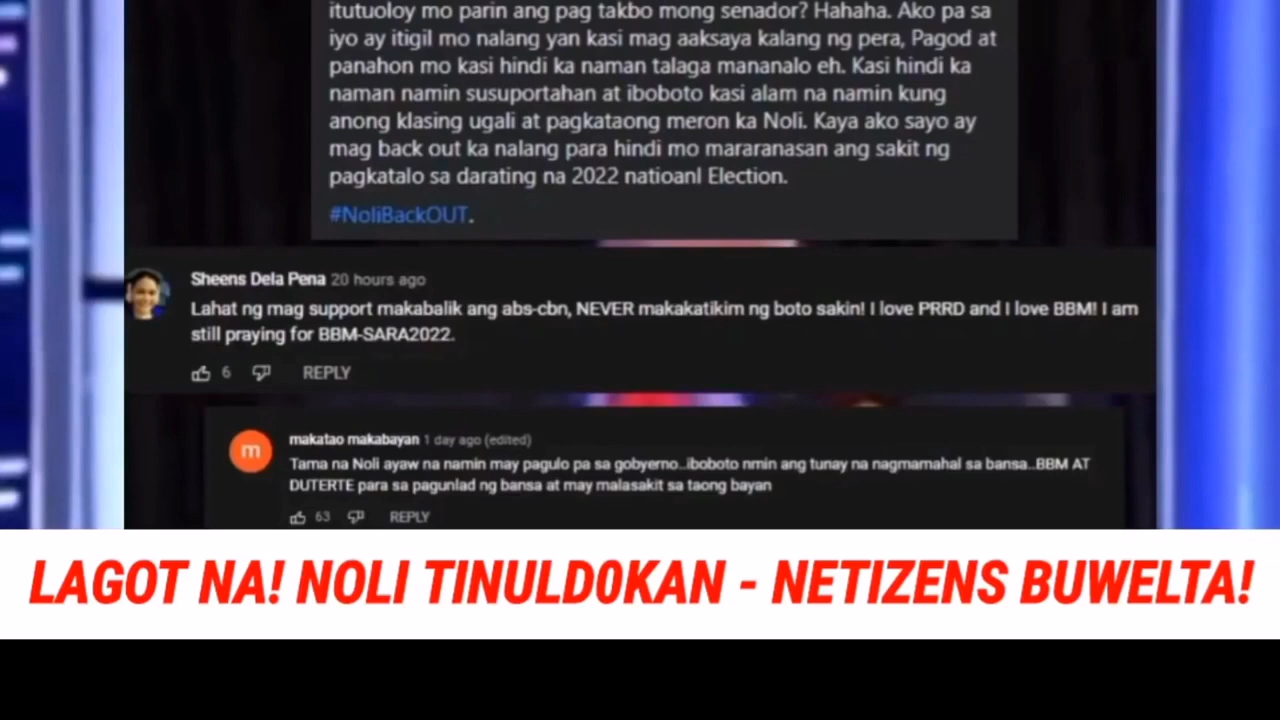 itutuoloy mo parin ang pag takbo mong senador? Hahaha. Ako pa sa
iyo ay itigil mo nalang yan kasi mag aaksaya kalang ng pera, Pagod at
panahon mo kasi hindi ka naman talaga mananalo eh. Kasi hindi ka
naman namin susuportahan at iboboto kasi alam na namin kung
anong klasing ugali at pagkataong meron ka Noli. Kaya ako sayo ay
mag back out ka nalang para hindi mo mararanasan ang sakit ng
pagkatalo sa darating na 2022 natioanl Election.
#NoliBackOUT.
Sheens Dela Pena 20 hours ago
Lahat ng mag support makabalik ang abs-cbn, NEVER makakatikim ng boto sakin! I love PRRD and I love BBM! I am
still praying for BBM-SARA2022.
6 REPLY
m
makatao makabayan 1 day ago (edited)
Tama na Noli ayaw na namin may pagulo pa sa gobyerno..iboboto nmin ang tunay na nagmamahal sa bansa..BBM AT
DUTERTE para sa pagunlad ng bansa at may malasakit sa taong bayan
63 REPLY
LAGOT NA! NOLI TINULD0KAN - NETIZENS BUWELTA!